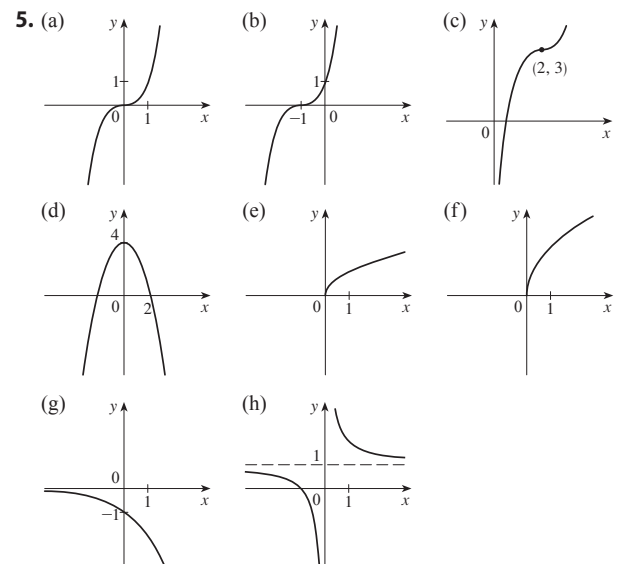 5. (a) y (b) y (c) y
1 1 (2, 3)
0 1 x −1 0 x 0 x
(d) y (e) y (f) y
4
0 2 x 0 1 x 0 1 x
(g) y (h) y
0 1
1 x 0 1 x
−1